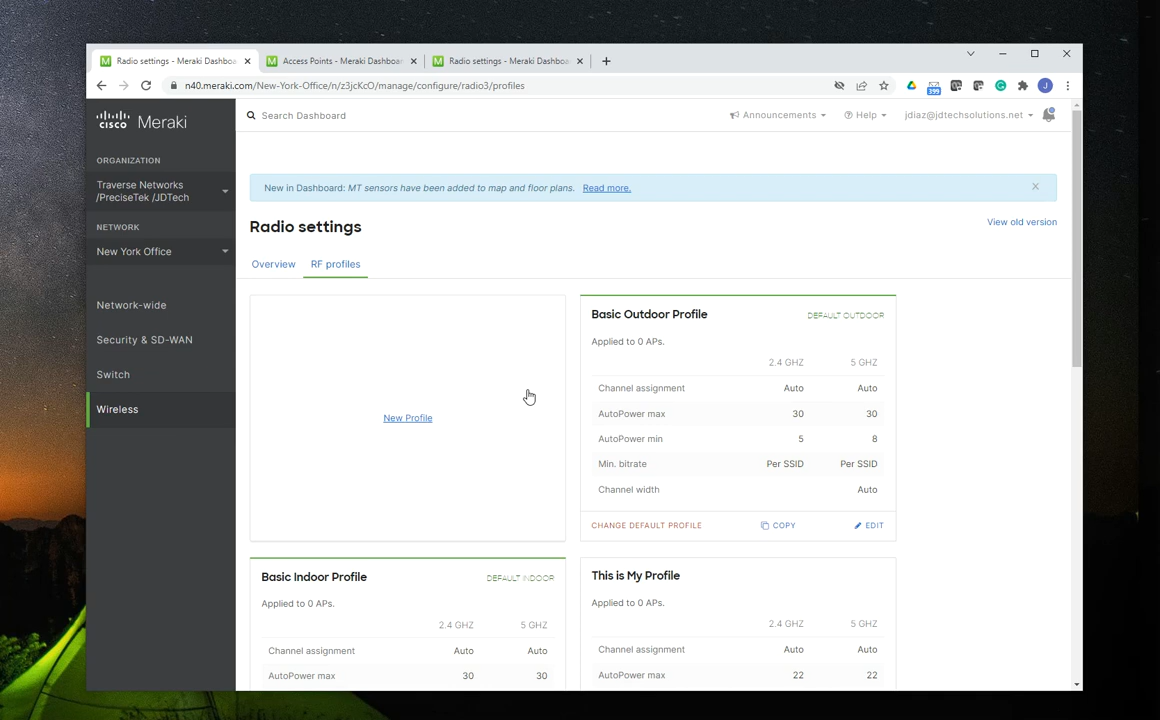 Radio settings - Meraki Dashboa
Access Points - Meraki Dashboar
Radio settings - Meraki Dashboa
n40.meraki.com/New-York-Office/n/z3jcKcO/manage/configure/radio3/profiles
399
J
CISCO Meraki
Search Dashboard
Announcements
Help
jdiaz@jdtechsolutions.net
ORGANIZATION
Traverse Networks
/PreciseTek /JDTech
NETWORK
New York Office
Network-wide
Security & SD-WAN
Switch
Wireless
New in Dashboard: MT sensors have been added to map and floor plans. Read more.
Radio settings
View old version
Overview
RF profiles
New Profile
Basic Outdoor Profile
DEFAULT OUTDOOR
Applied to 0 APs.
2.4 GHZ 5 GHZ
Channel assignment Auto Auto
AutoPower max 30 30
AutoPower min 5 8
Min. bitrate Per SSID Per SSID
Channel width Auto
CHANGE DEFAULT PROFILE COPY EDIT
Basic Indoor Profile
DEFAULT INDOOR
Applied to 0 APs.
2.4 GHZ 5 GHZ
Channel assignment Auto Auto
AutoPower max 30 30
This is My Profile
Applied to 0 APs.
2.4 GHZ 5 GHZ
Channel assignment Auto Auto
AutoPower max 22 22